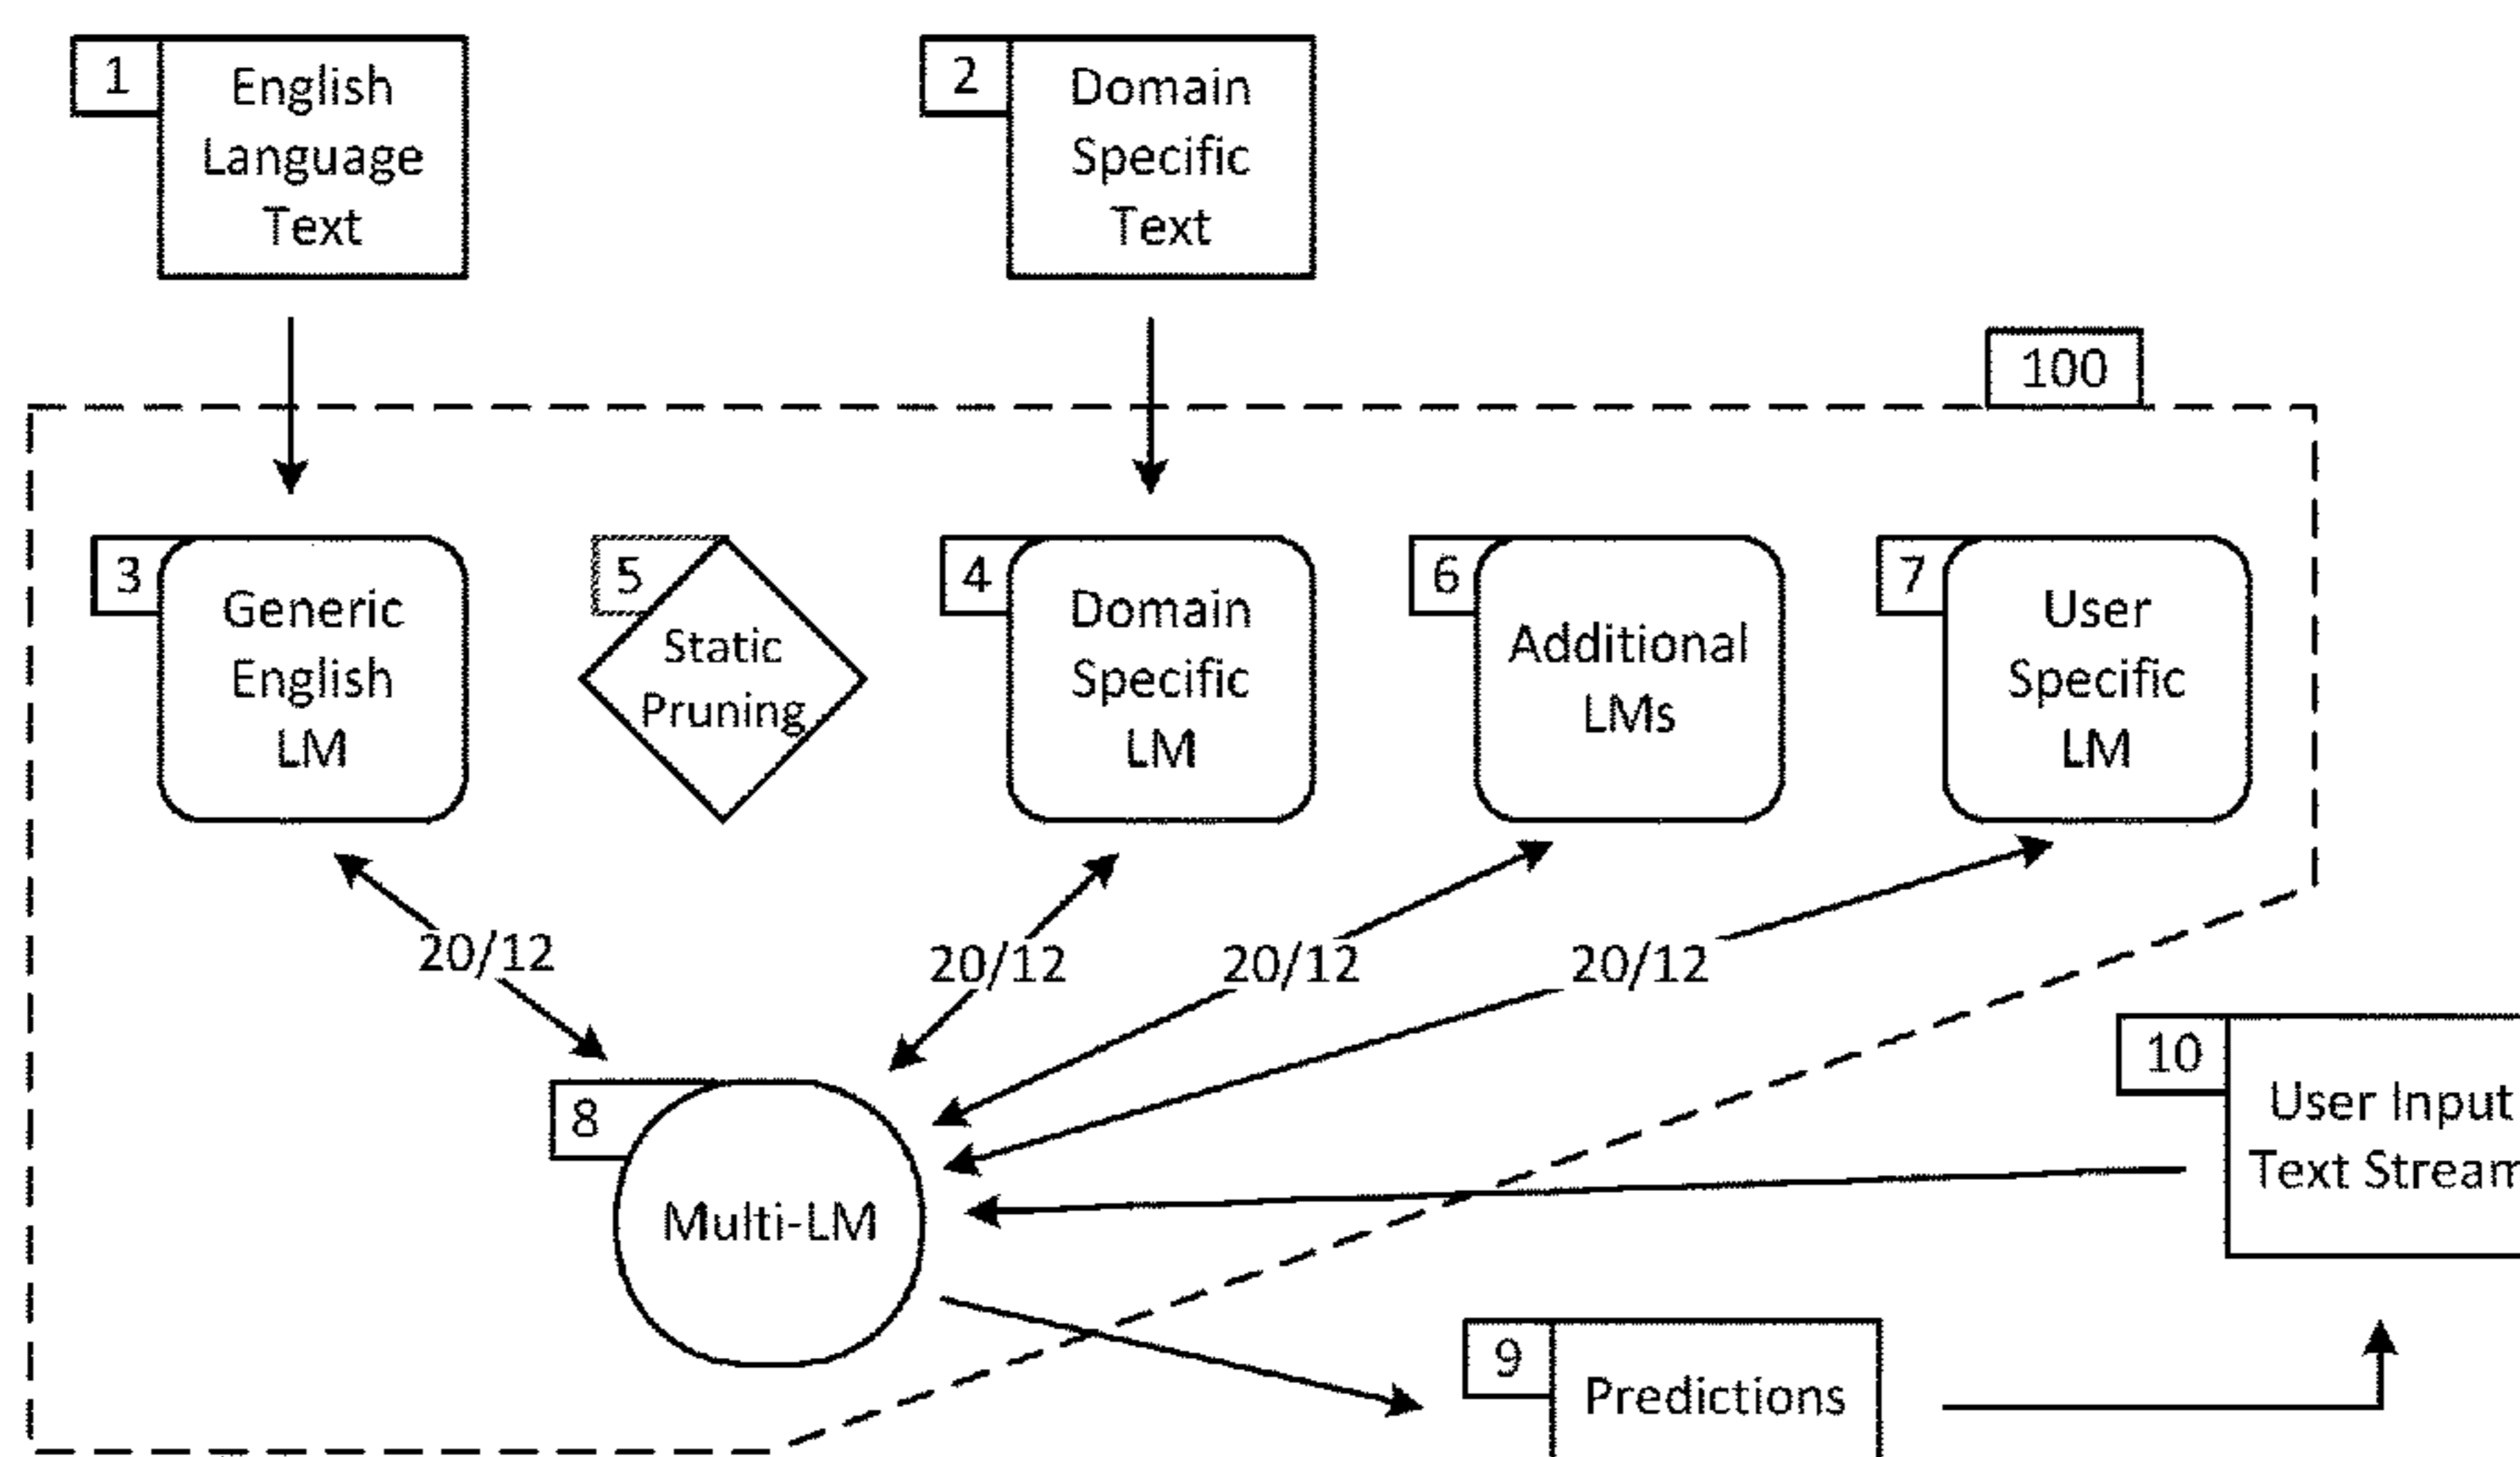 1
English
Language
Text
2
Domain
Specific
Text
100
3
Generic
English
LM
5
Static
Pruning
4
Domain
Specific
LM
6
Additional
LMs
7
User
Specific
LM
20/12
20/12
20/12
20/12
8
Multi-LM
10
User Input
Text Stream
9
Predictions